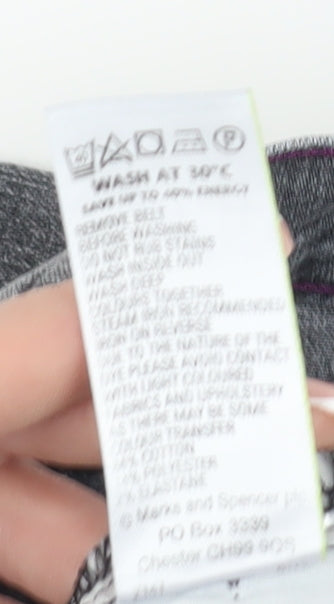 WASH AT 30°C
SAVE UP TO 40% ENERGY
REMOVE BELT
BEFORE WASHING
DO NOT RUB STAINS
WASH INSIDE OUT
WASH DEEP
COLOURS TOGETHER
STEAM IRON RECOMMENDED
IRON ON REVERSE
DUE TO THE NATURE OF THE
DYE PLEASE AVOID CONTACT
WITH LIGHT COLOURED
FABRICS AND UPHOLSTERY
AS THERE MAY BE SOME
COLOUR TRANSFER
COTTON
POLYESTER
ELASTANE
© Marks and Spencer plc
PO Box 3339
Chester CH99 9QS